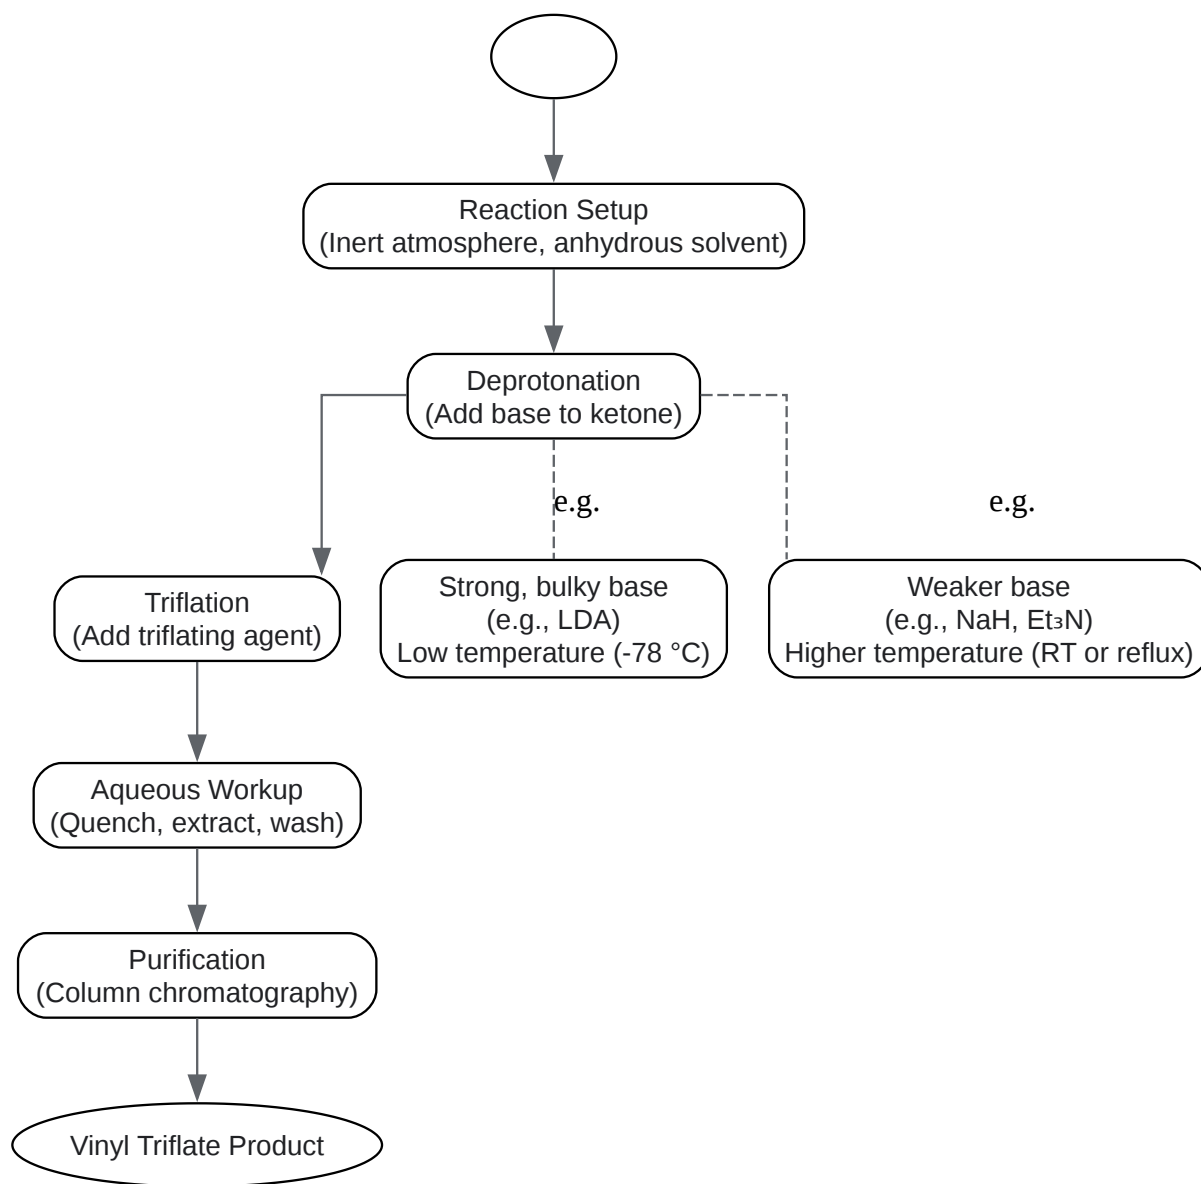 Reaction Setup
(Inert atmosphere, anhydrous solvent)
Deprotonation
(Add base to ketone)
e.g.
e.g.
Triflation
(Add triflating agent)
Strong, bulky base
(e.g., LDA)
Low temperature (-78 °C)
Weaker base
(e.g., NaH, Et₃N)
Higher temperature (RT or reflux)
Aqueous Workup
(Quench, extract, wash)
Purification
(Column chromatography)
Vinyl Triflate Product